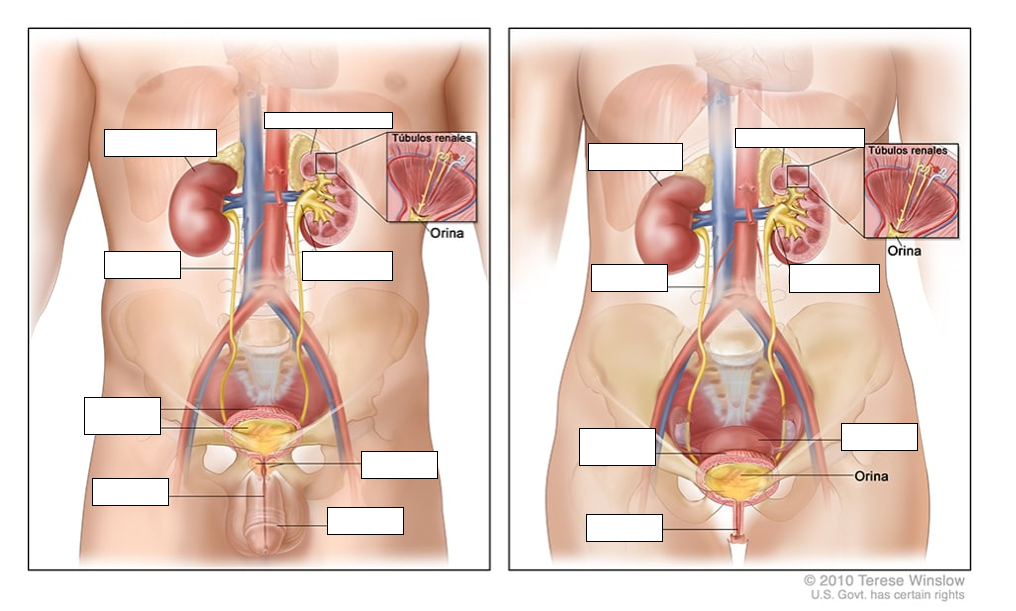 Túbulos renales
Orina
Túbulos renales
Orina
Orina
© 2010 Terese Winslow
U.S. Govt. has certain rights